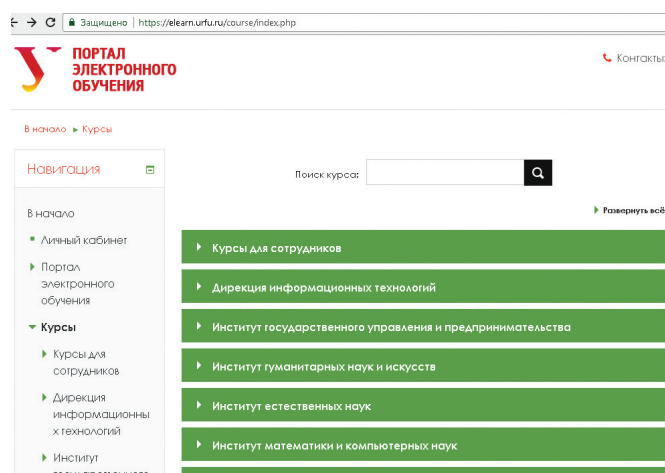 Защищено | https://elearn.urfu.ru/course/index.php
ПОРТАЛ
ЭЛЕКТРОННОГО
ОБУЧЕНИЯ
Контакты:
В начало ▸ Курсы
Навигация
Поиск курса:
Развернуть всё
В начало
Личный кабинет
Портал
электронного
обучения
Курсы
Курсы для
сотрудников
Дирекция
информационны
х технологий
Институт
Курсы для сотрудников
Дирекция информационных технологий
Институт государственного управления и предпринимательства
Институт гуманитарных наук и искусств
Институт естественных наук
Институт математики и компьютерных наук